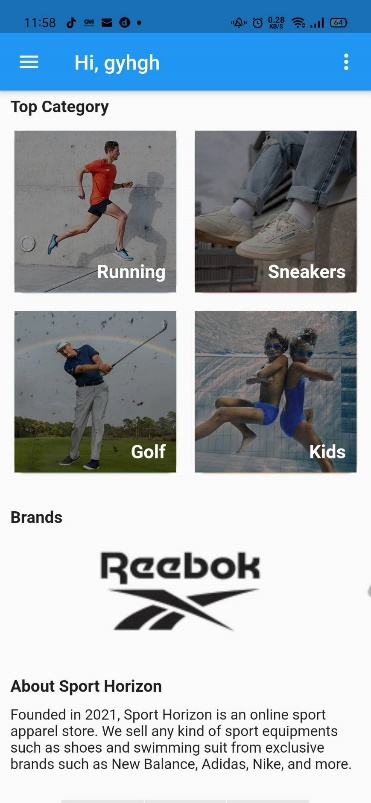 11:58 0.28 KB/S 64
Hi, gyhgh
Top Category
Running
Sneakers
Golf
Kids
Brands
Reebok
About Sport Horizon
Founded in 2021, Sport Horizon is an online sport
apparel store. We sell any kind of sport equipments
such as shoes and swimming suit from exclusive
brands such as New Balance, Adidas, Nike, and more.